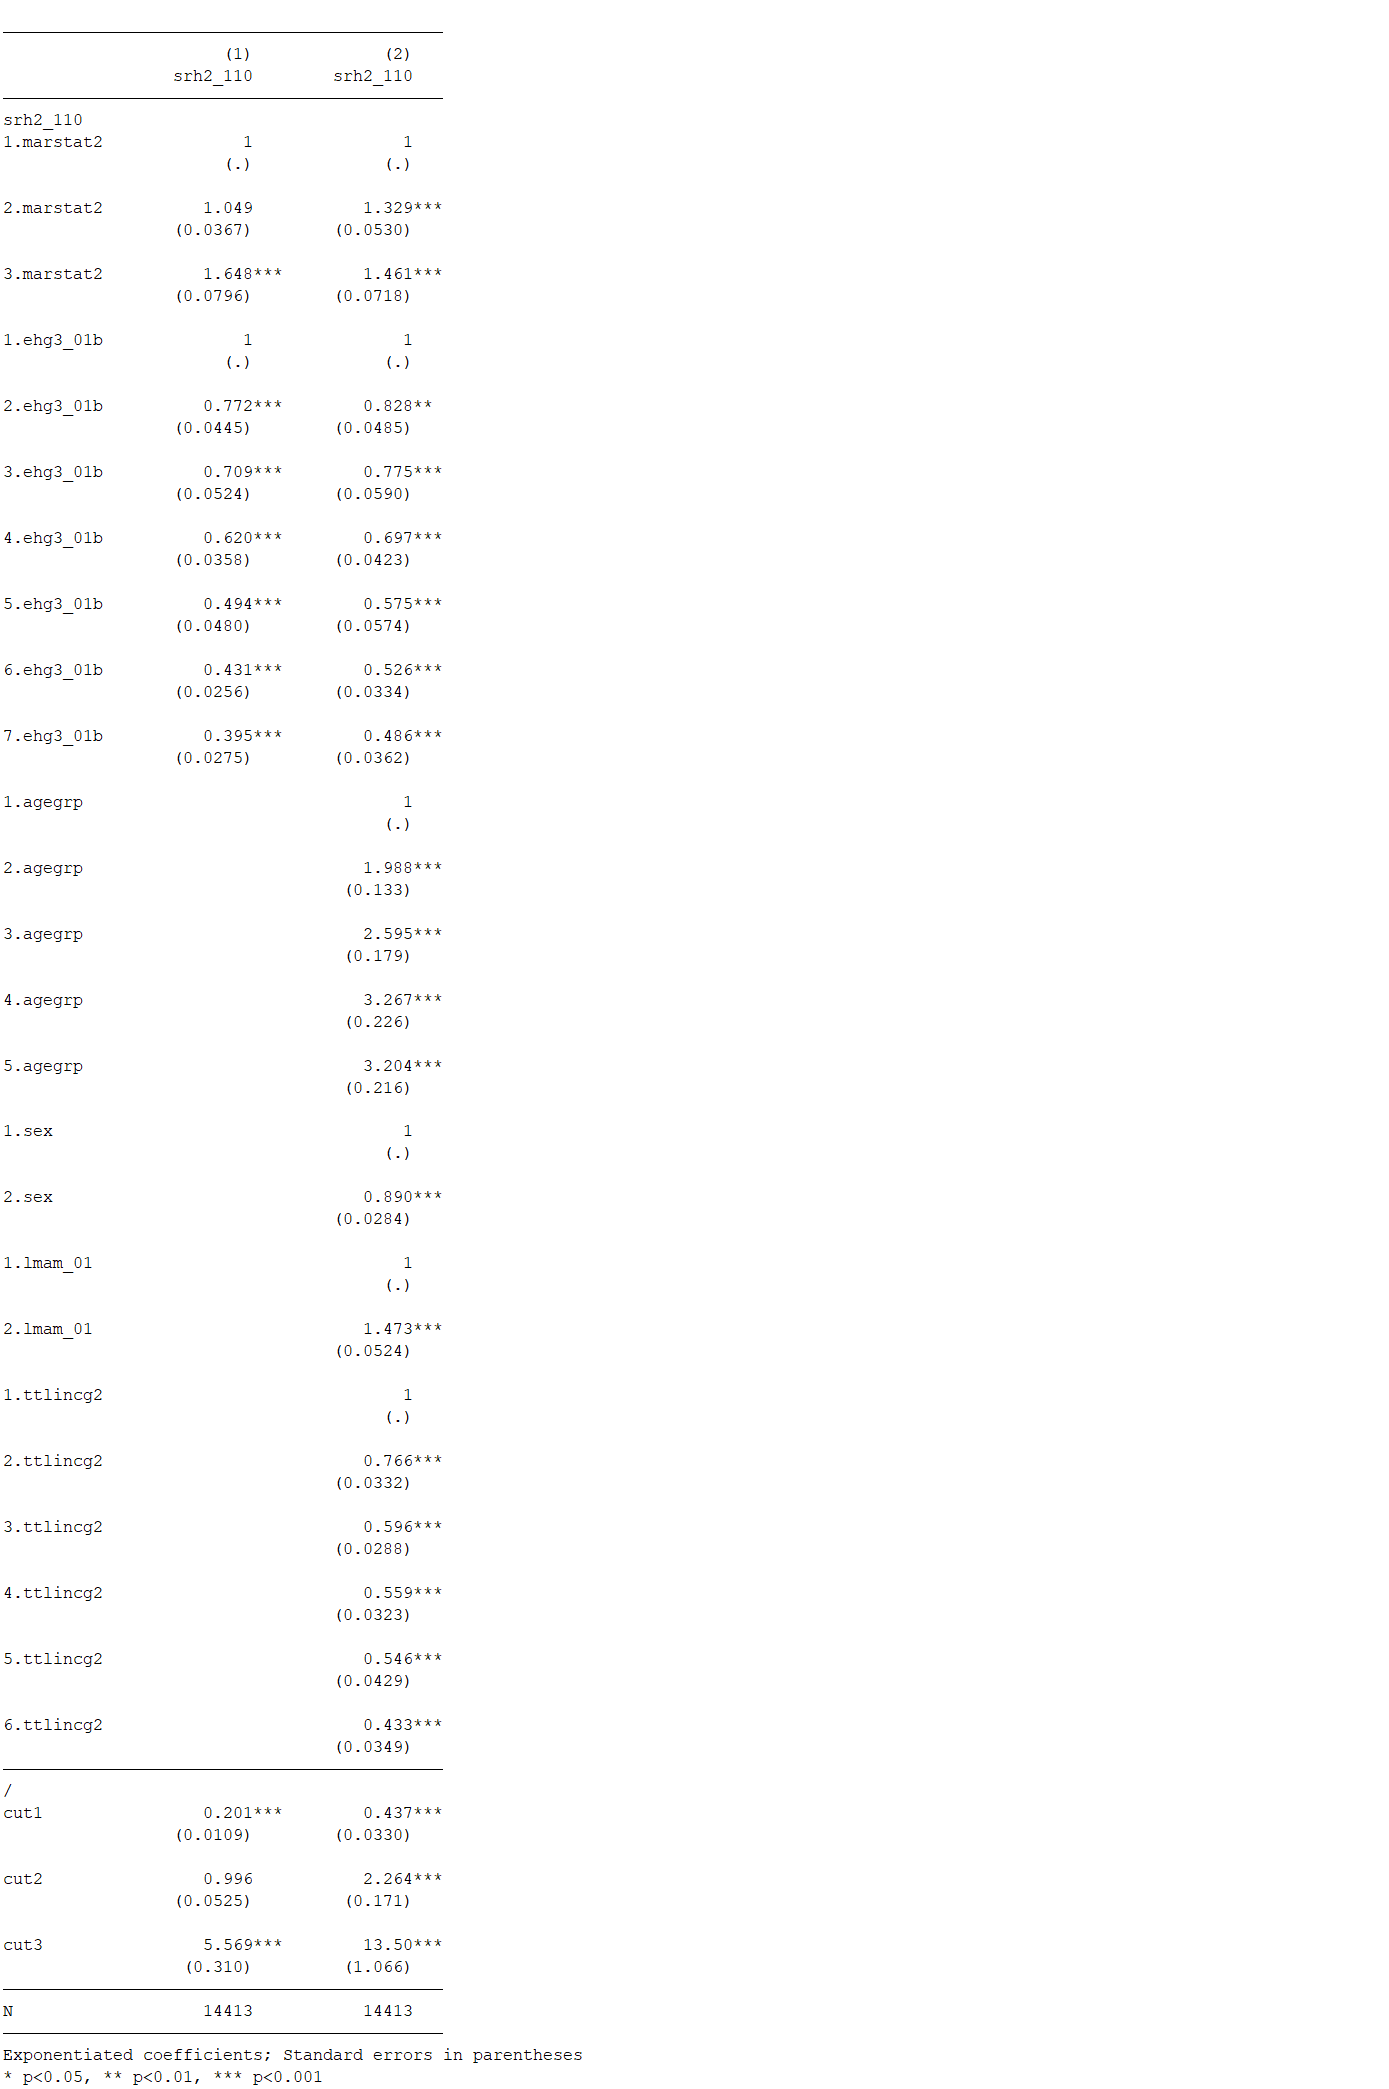 (1) (2)
srh2_110 srh2_110
srh2_110
1.marstat2 1 1
(.) (.)
2.marstat2 1.049 1.329***
(0.0367) (0.0530)
3.marstat2 1.648*** 1.461***
(0.0796) (0.0718)
1.ehg3_01b 1 1
(.) (.)
2.ehg3_01b 0.772*** 0.828**
(0.0445) (0.0485)
3.ehg3_01b 0.709*** 0.775***
(0.0524) (0.0590)
4.ehg3_01b 0.620*** 0.697***
(0.0358) (0.0423)
5.ehg3_01b 0.494*** 0.575***
(0.0480) (0.0574)
6.ehg3_01b 0.431*** 0.526***
(0.0256) (0.0334)
7.ehg3_01b 0.395*** 0.486***
(0.0275) (0.0362)
1.agegrp 1
(.)
2.agegrp 1.988***
(0.133)
3.agegrp 2.595***
(0.179)
4.agegrp 3.267***
(0.226)
5.agegrp 3.204***
(0.216)
1.sex 1
(.)
2.sex 0.890***
(0.0284)
1.lmam_01 1
(.)
2.lmam_01 1.473***
(0.0524)
1.ttlincg2 1
(.)
2.ttlincg2 0.766***
(0.0332)
3.ttlincg2 0.596***
(0.0288)
4.ttlincg2 0.559***
(0.0323)
5.ttlincg2 0.546***
(0.0429)
6.ttlincg2 0.433***
(0.0349)
/
cut1 0.201*** 0.437***
(0.0109) (0.0330)
cut2 0.996 2.264***
(0.0525) (0.171)
cut3 5.569*** 13.50***
(0.310) (1.066)
N 14413 14413
Exponentiated coefficients; Standard errors in parentheses
* p<0.05, ** p<0.01, *** p<0.001